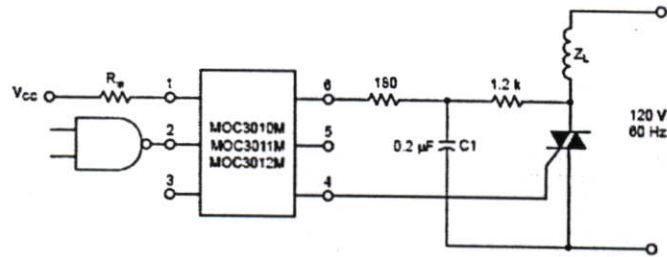 Vcc
Rin
1
2
3
MOC3010M
MOC3011M
MOC3012M
6
5
4
180
1.2 k
0.2 µF
C1
ZL
120 V
60 Hz